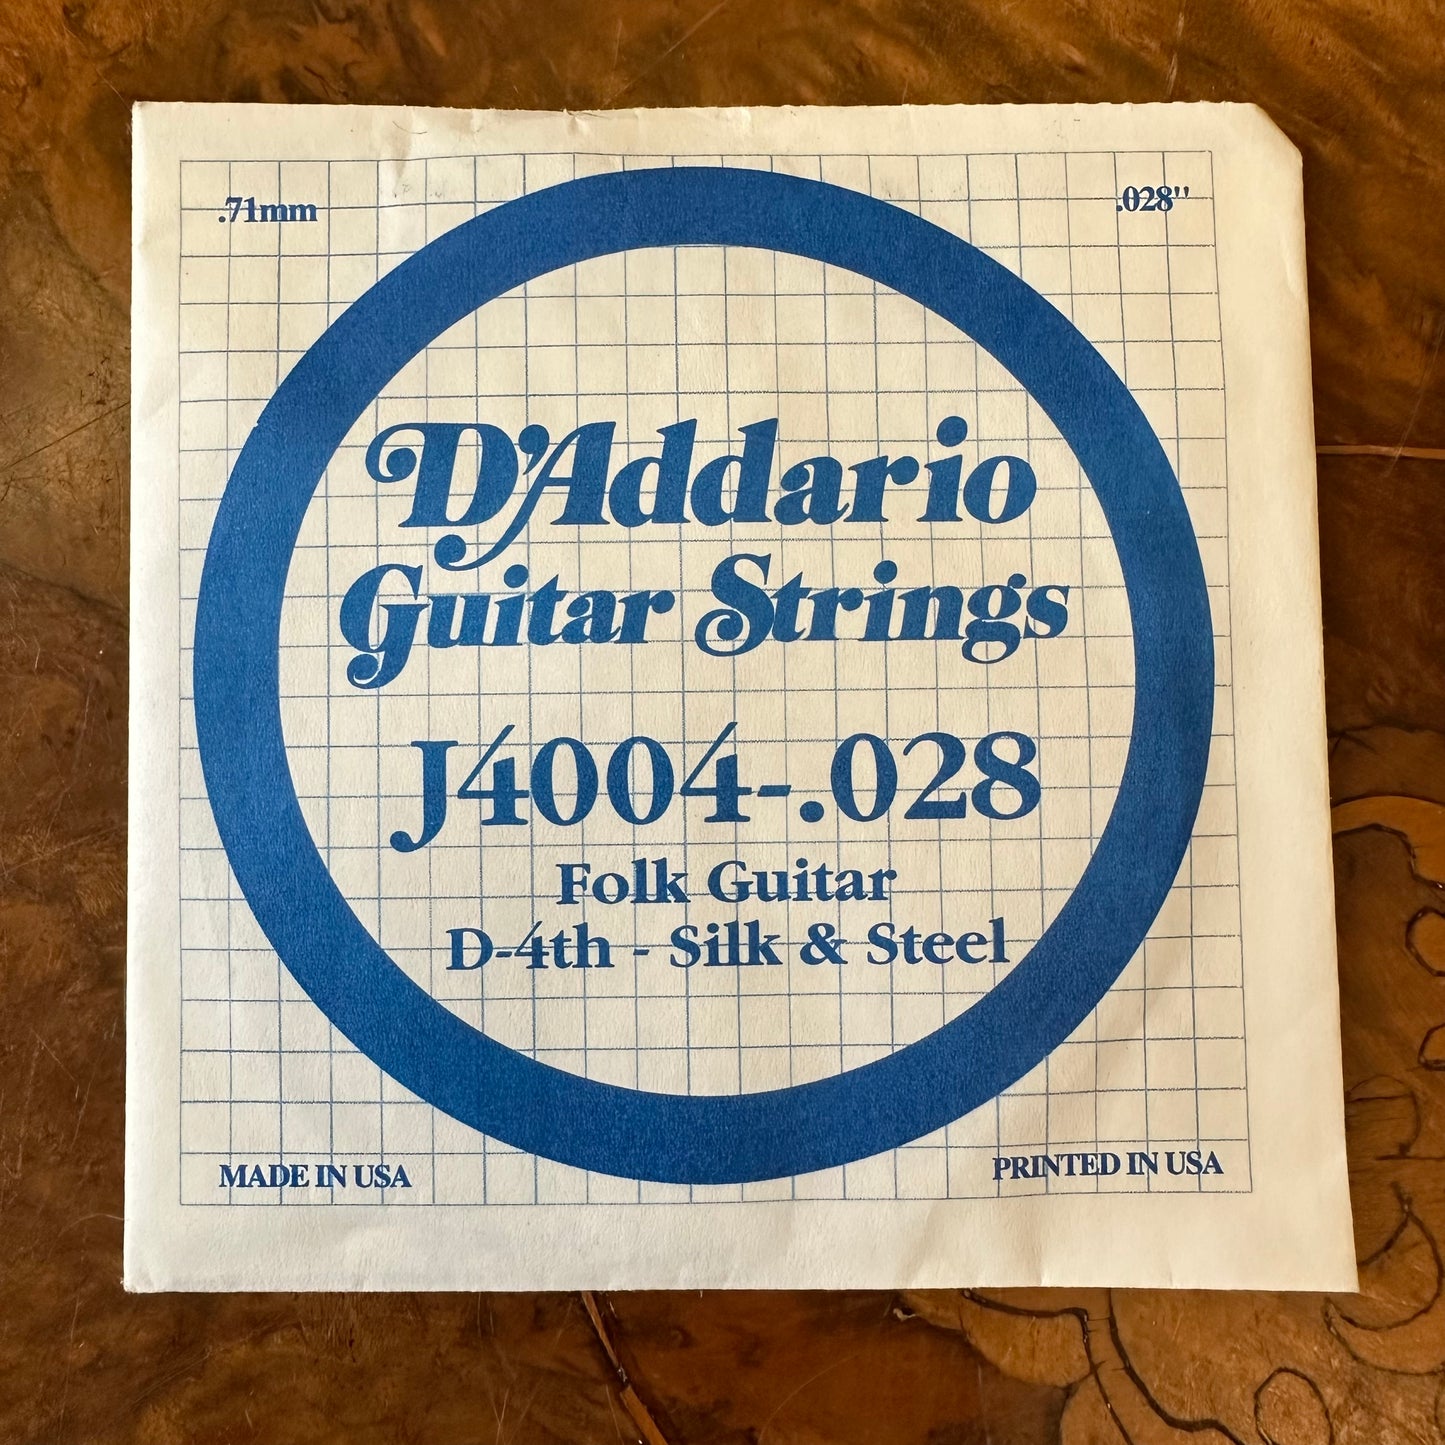 .71mm
.028"
D'Addario
Guitar Strings
J4004-.028
Folk Guitar
D-4th - Silk & Steel
MADE IN USA
PRINTED IN USA